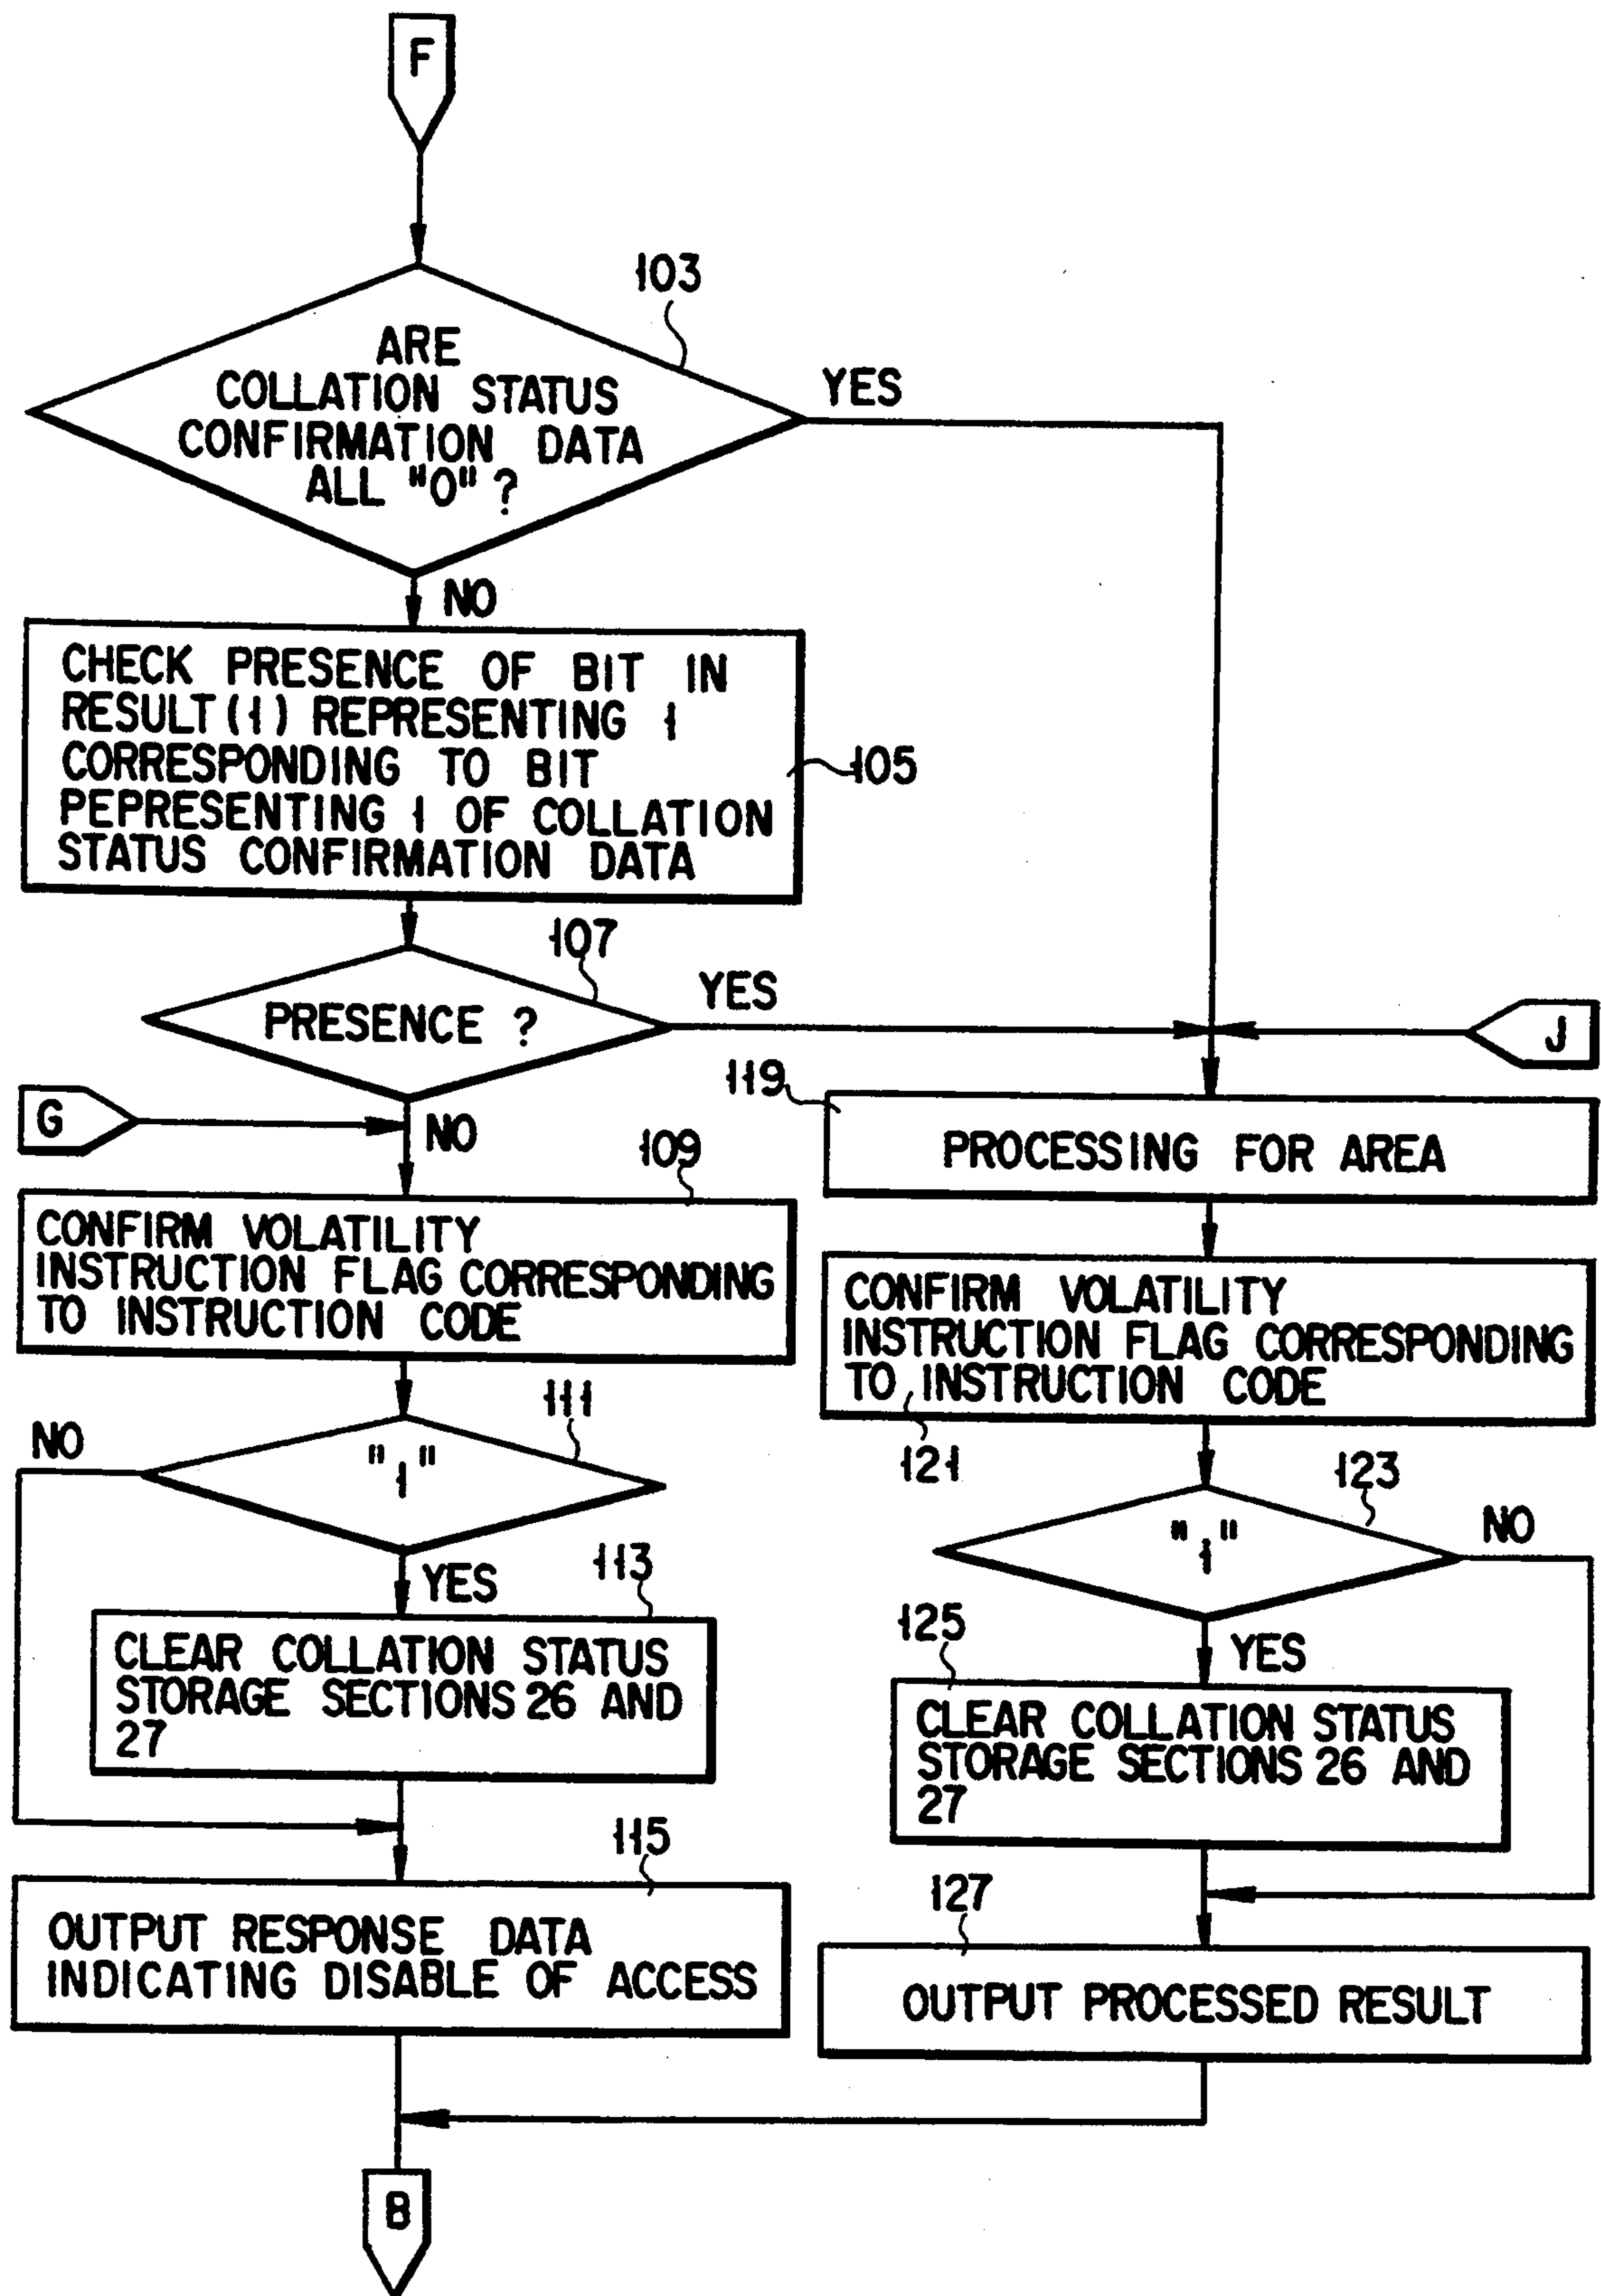 F
103
ARE
COLLATION STATUS
CONFIRMATION DATA
ALL "0" ?
YES
NO
CHECK PRESENCE OF BIT IN
RESULT (1) REPRESENTING 1
CORRESPONDING TO BIT
PEPRESENTING 1 OF COLLATION
STATUS CONFIRMATION DATA
105
107
PRESENCE ?
YES
J
G
NO
119
PROCESSING FOR AREA
109
CONFIRM VOLATILITY
INSTRUCTION FLAG CORRESPONDING
TO INSTRUCTION CODE
CONFIRM VOLATILITY
INSTRUCTION FLAG CORRESPONDING
TO INSTRUCTION CODE
121
111
NO
"1"
YES
123
"1"
NO
YES
113
CLEAR COLLATION STATUS
STORAGE SECTIONS 26 AND
27
125
CLEAR COLLATION STATUS
STORAGE SECTIONS 26 AND
27
115
OUTPUT RESPONSE DATA
INDICATING DISABLE OF ACCESS
127
OUTPUT PROCESSED RESULT
B